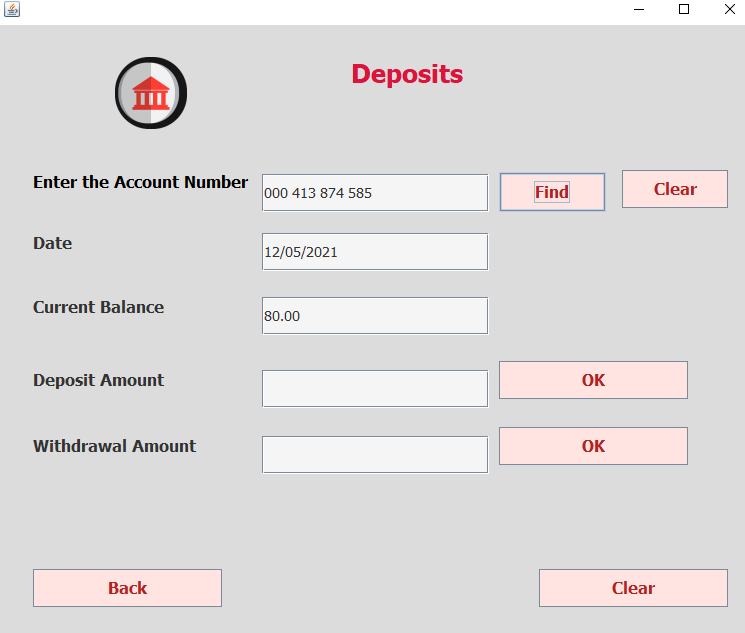 Deposits
Enter the Account Number
000 413 874 585
Find
Clear
Date
12/05/2021
Current Balance
80.00
Deposit Amount
OK
Withdrawal Amount
OK
Back
Clear